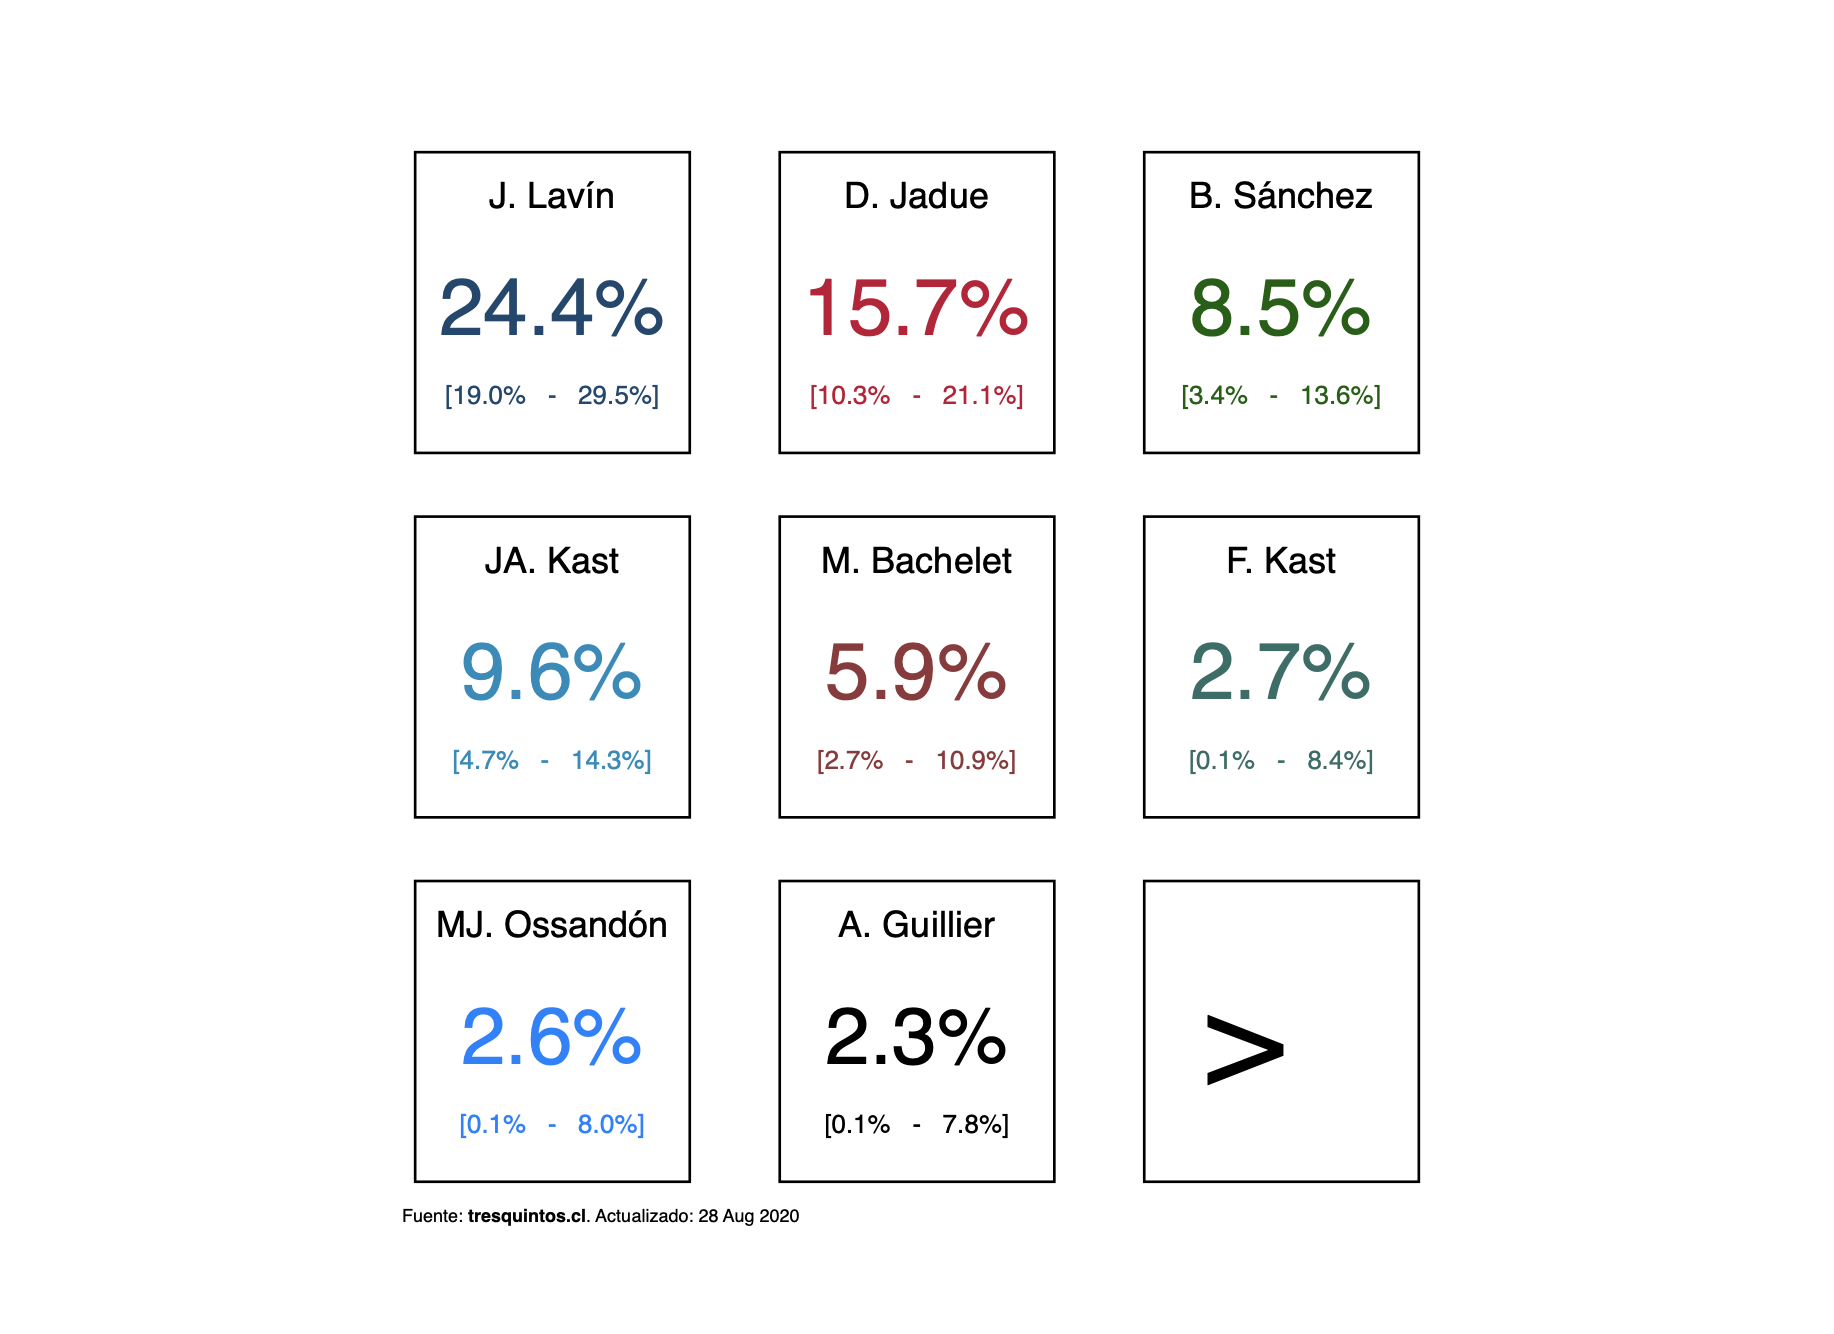 J. Lavín
24.4%
[19.0% - 29.5%]
D. Jadue
15.7%
[10.3% - 21.1%]
B. Sánchez
8.5%
[3.4% - 13.6%]
JA. Kast
9.6%
[4.7% - 14.3%]
M. Bachelet
5.9%
[2.7% - 10.9%]
F. Kast
2.7%
[0.1% - 8.4%]
MJ. Ossandón
2.6%
[0.1% - 8.0%]
A. Guillier
2.3%
[0.1% - 7.8%]
>
Fuente: tresquintos.cl. Actualizado: 28 Aug 2020